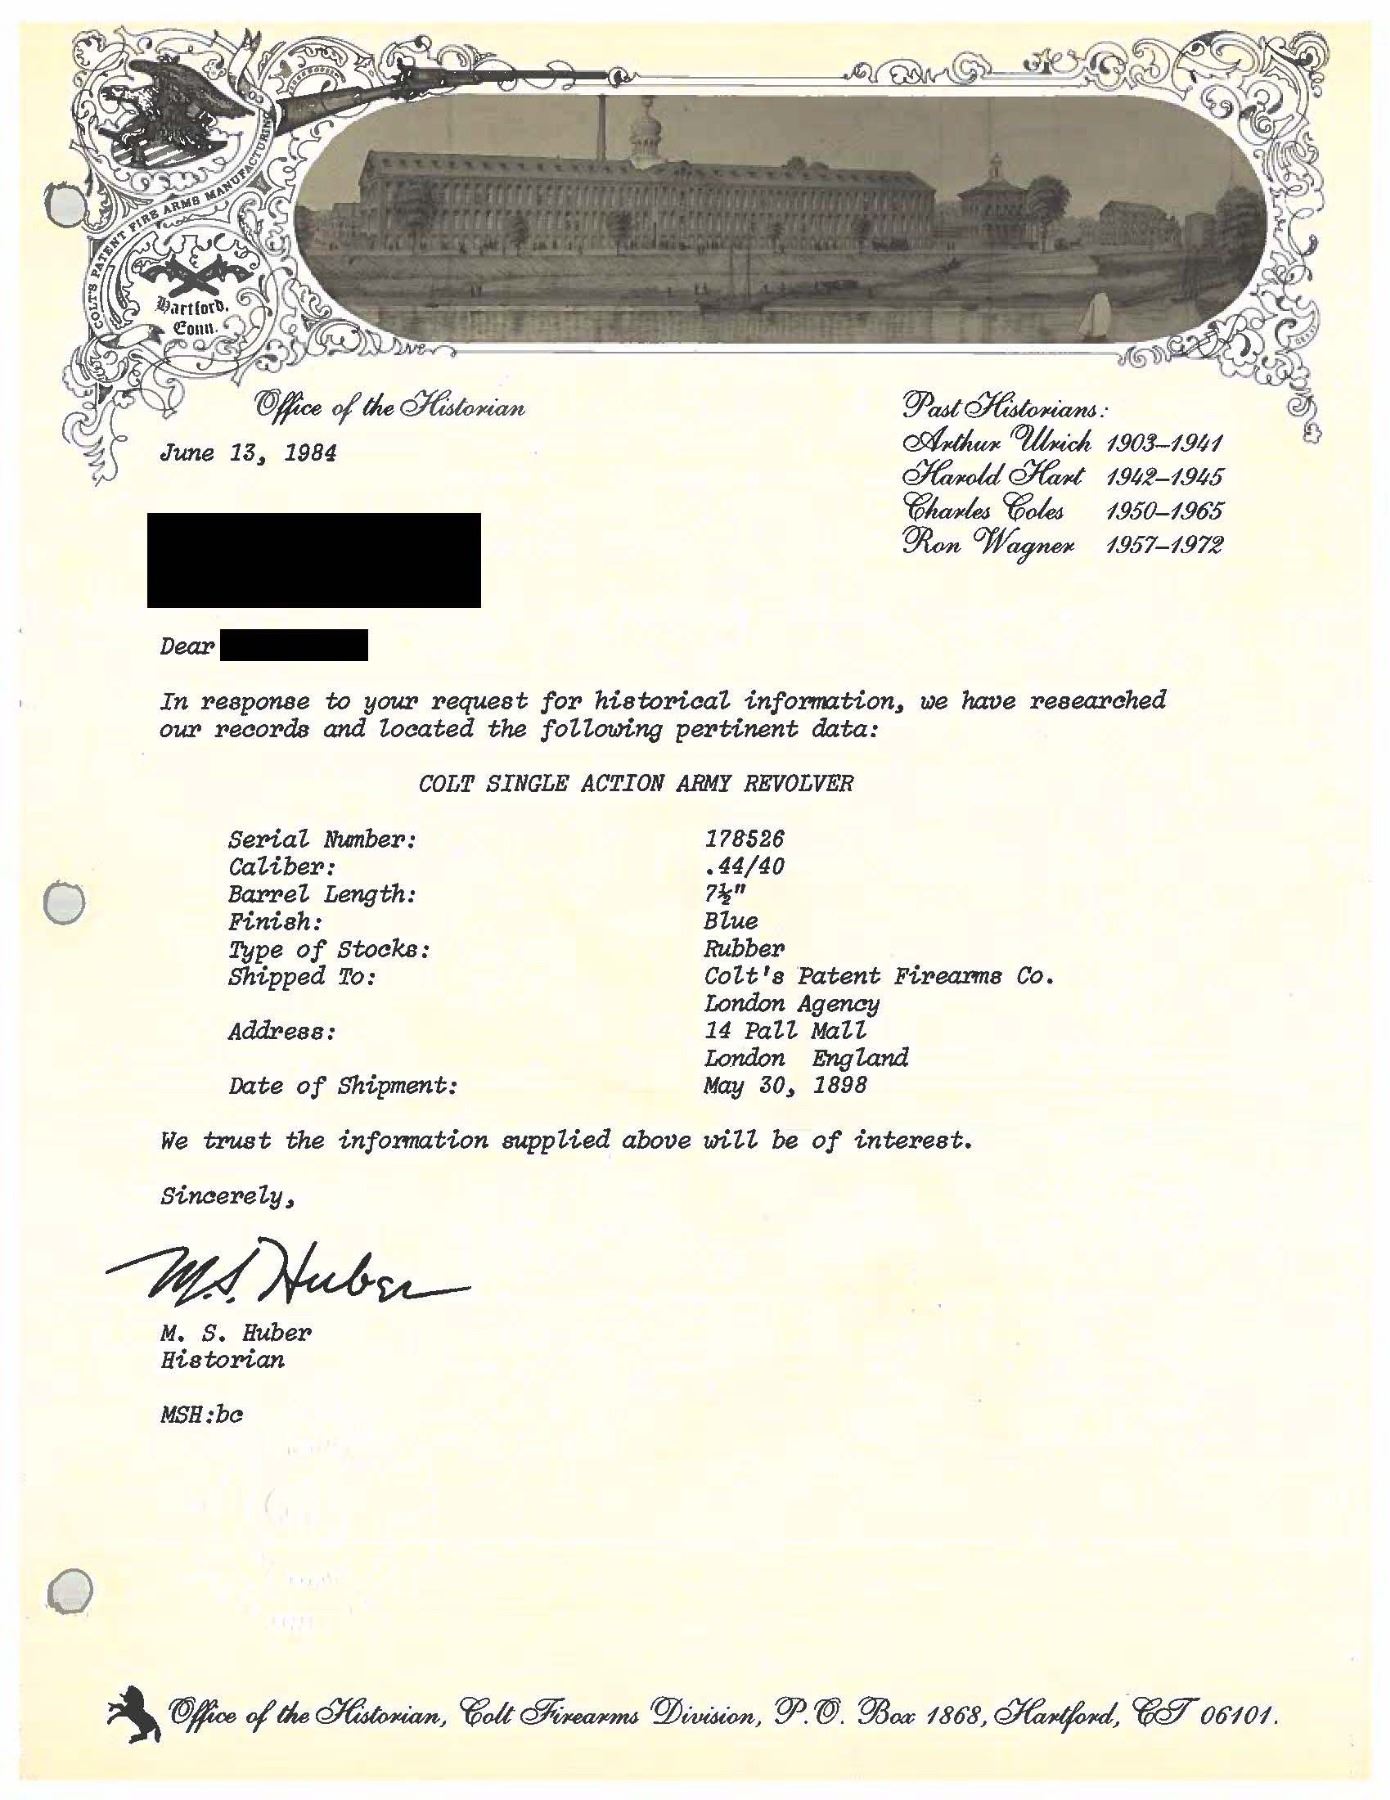 COLT'S PATENT FIRE ARMS MANUFACTURING
Hartford,
Conn.
Office of the Historian
June 13, 1984
Past Historians:
Arthur Ulrich 1903–1941
Harold Hart 1942–1945
Charles Coles 1950–1965
Ron Wagner 1957–1972
Dear
In response to your request for historical information, we have researched
our records and located the following pertinent data:
COLT SINGLE ACTION ARMY REVOLVER
Serial Number: 178526
Caliber: .44/40
Barrel Length: 7½"
Finish: Blue
Type of Stocks: Rubber
Shipped To: Colt's Patent Firearms Co.
London Agency
Address: 14 Pall Mall
London England
Date of Shipment: May 30, 1898
We trust the information supplied above will be of interest.
Sincerely,
M.S. Huber
M. S. Huber
Historian
MSH:bc
Office of the Historian, Colt Firearms Division, P.O. Box 1868, Hartford, CT 06101.